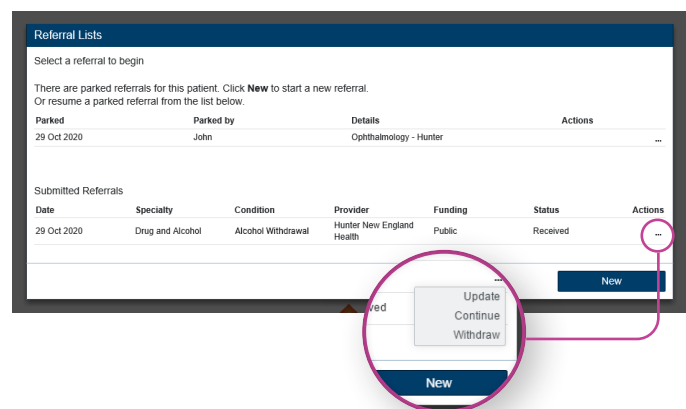 Referral Lists
Select a referral to begin
There are parked referrals for this patient. Click New to start a new referral.
Or resume a parked referral from the list below.
Parked Parked by Details Actions
29 Oct 2020 John Ophthalmology - Hunter ...
Submitted Referrals
Date Specialty Condition Provider Funding Status Actions
29 Oct 2020 Drug and Alcohol Alcohol Withdrawal Hunter New England Public Received ...
Health
New
...
ved
Update
Continue
Withdraw
New